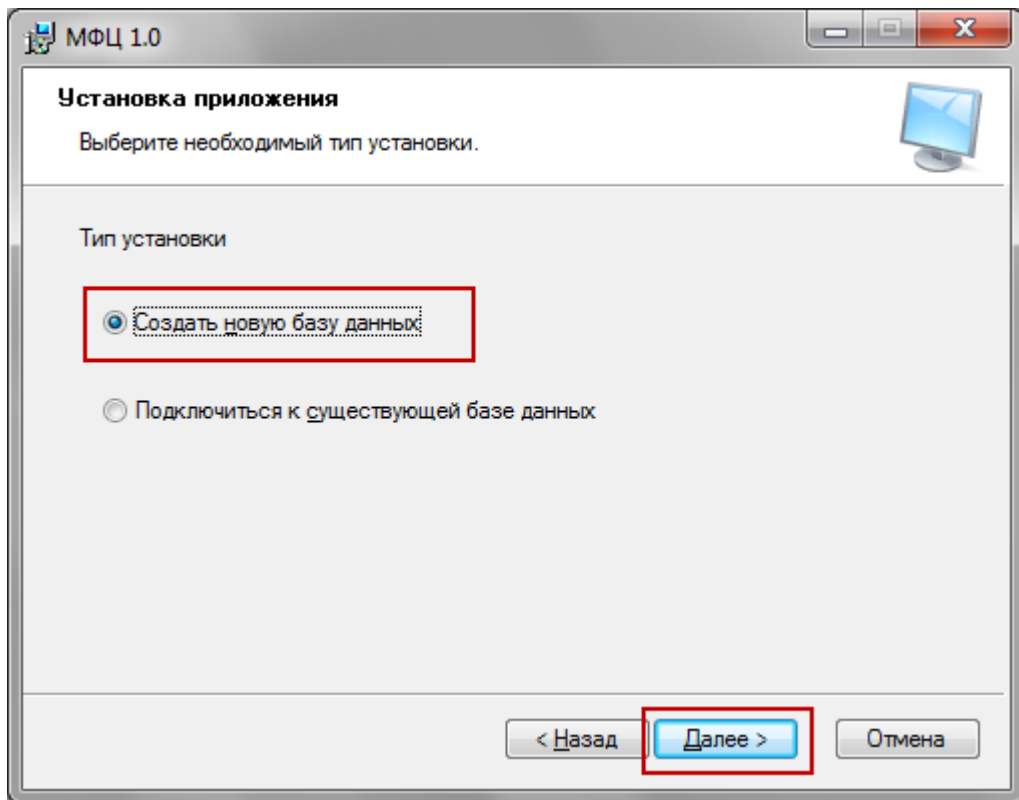 МФЦ 1.0
Установка приложения
Выберите необходимый тип установки.
Тип установки
Создать новую базу данных
Подключиться к существующей базе данных
< Назад
Далее >
Отмена